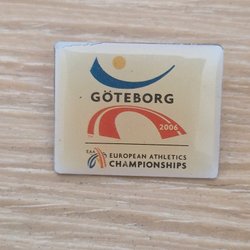 GÖTEBORG
2006
EAA
EUROPEAN ATHLETICS
CHAMPIONSHIPS